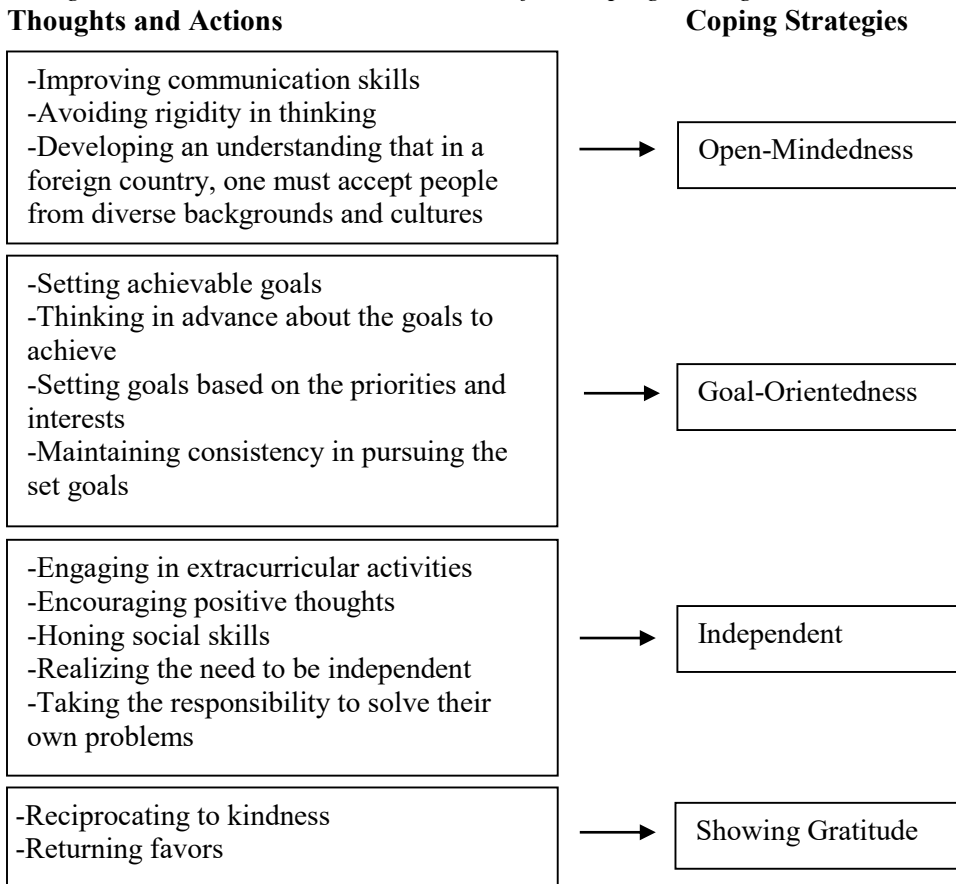 Thoughts and Actions
Coping Strategies
-Improving communication skills
-Avoiding rigidity in thinking
-Developing an understanding that in a
foreign country, one must accept people
from diverse backgrounds and cultures
Open-Mindedness
-Setting achievable goals
-Thinking in advance about the goals to
achieve
-Setting goals based on the priorities and
interests
-Maintaining consistency in pursuing the
set goals
Goal-Orientedness
-Engaging in extracurricular activities
-Encouraging positive thoughts
-Honing social skills
-Realizing the need to be independent
-Taking the responsibility to solve their
own problems
Independent
-Reciprocating to kindness
-Returning favors
Showing Gratitude